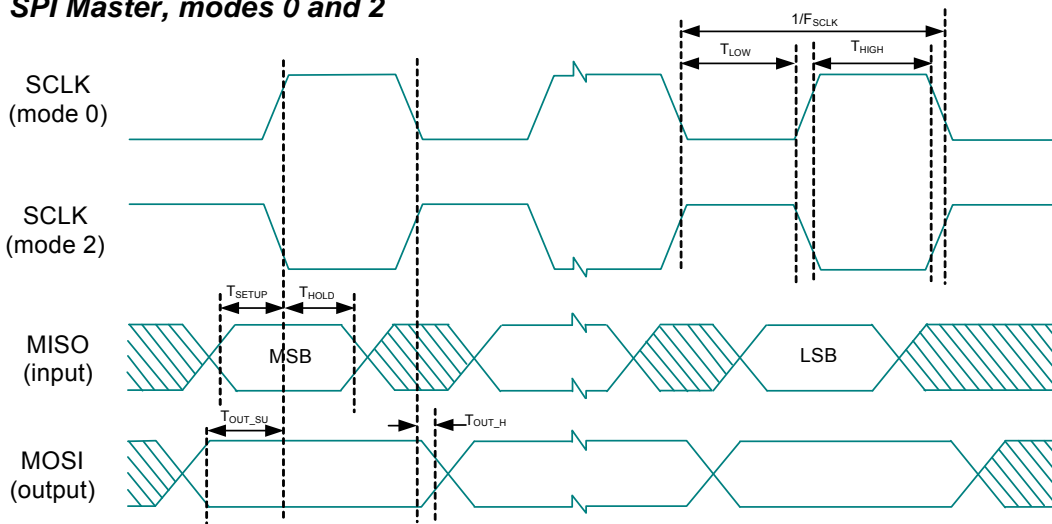 SPI Master, modes 0 and 2
1/FSCLK
TLOW
THIGH
SCLK
(mode 0)
SCLK
(mode 2)
TSETUP
THOLD
MISO
(input)
MSB
LSB
TOUT_SU
TOUT_H
MOSI
(output)